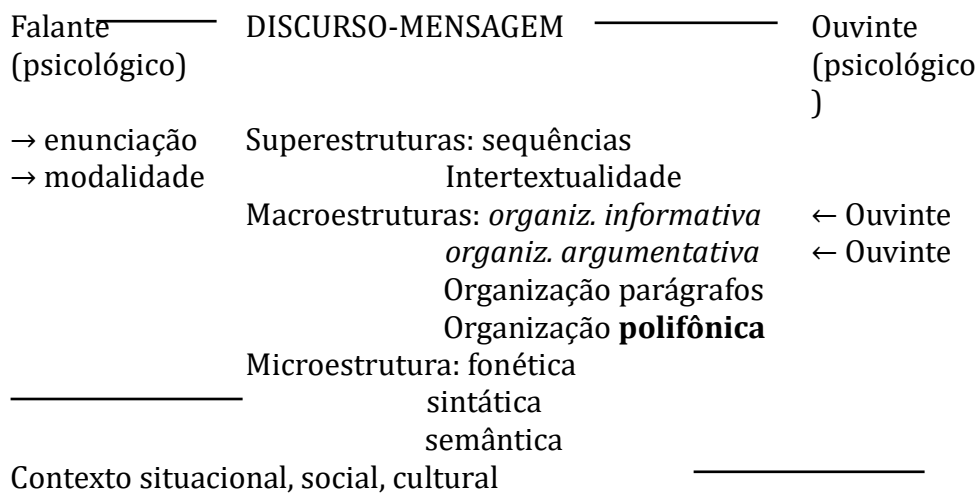 Falante DISCURSO-MENSAGEM Ouvinte
(psicológico) (psicológico
)
→ enunciação Superestruturas: sequências
→ modalidade Intertextualidade
Macroestruturas: organiz. informativa ← Ouvinte
organiz. argumentativa ← Ouvinte
Organização parágrafos
Organização polifônica
Microestrutura: fonética
sintática
semântica
Contexto situacional, social, cultural